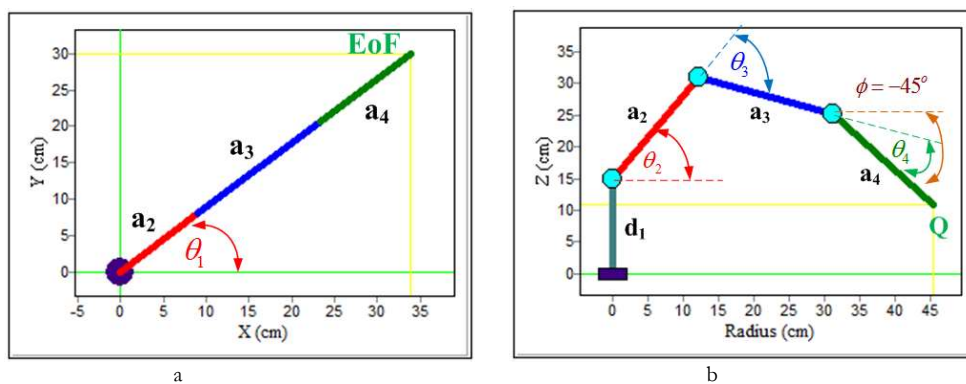 EoF
a4
a3
a2
θ1
Y (cm)
30
25
20
15
10
5
0
-5 0 5 10 15 20 25 30 35
X (cm)
a
θ3
ϕ = −45°
a2
a3
θ2
θ4
a4
Q
d1
Z (cm)
35
30
25
20
15
10
5
0
0 5 10 15 20 25 30 35 40 45
Radius (cm)
b